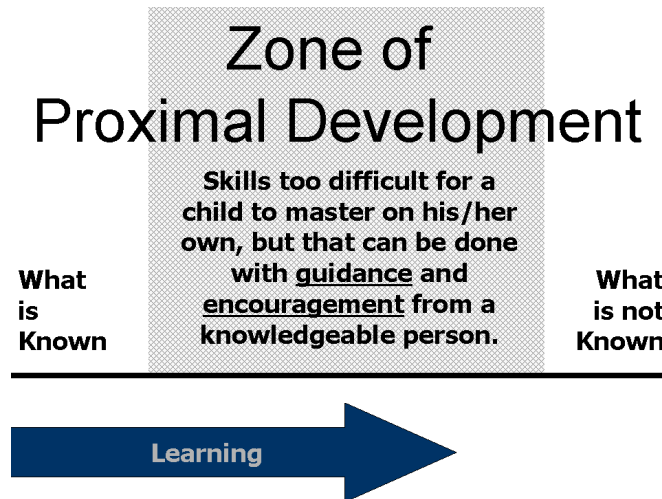 Zone of
Proximal Development
Skills too difficult for a
child to master on his/her
own, but that can be done
with guidance and
encouragement from a
knowledgeable person.
What
is
Known
What
is not
Known
Learning